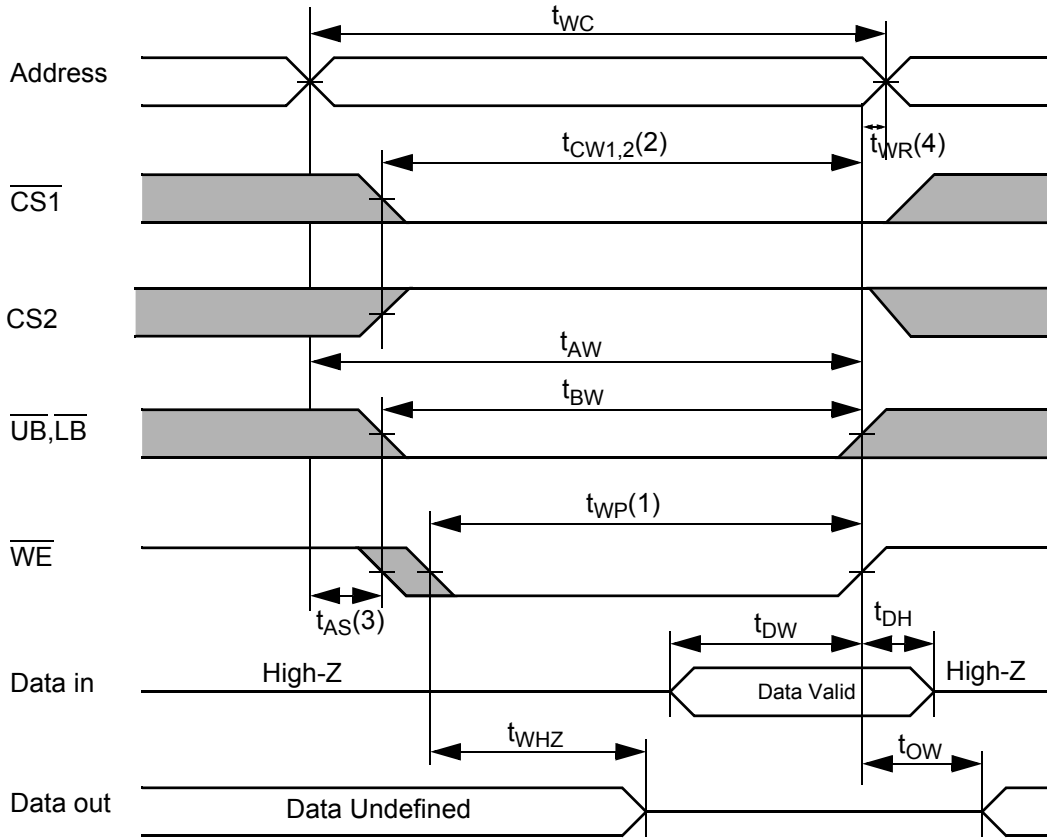 tWC
Address
tCW1,2(2)
tWR(4)
CS1
CS2
tAW
tBW
UB,LB
tWP(1)
WE
tAS(3)
tDW
tDH
High-Z
Data in
Data Valid
High-Z
tWHZ
tOW
Data out
Data Undefined